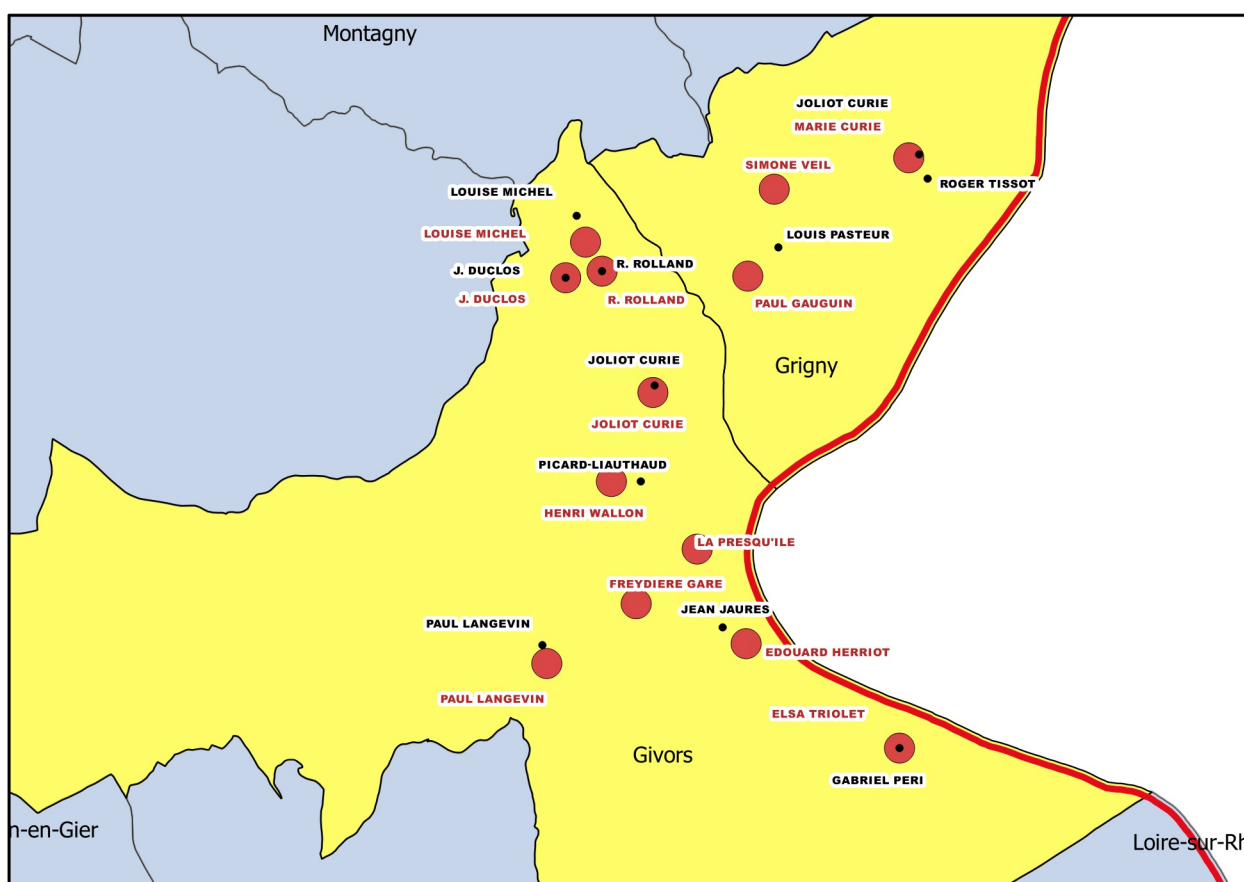 Montagny
JOLIOT CURIE
MARIE CURIE
SIMONE VEIL
ROGER TISSOT
LOUISE MICHEL
LOUISE MICHEL
LOUIS PASTEUR
R. ROLLAND
J. DUCLOS
J. DUCLOS
R. ROLLAND
PAUL GAUGUIN
JOLIOT CURIE
Grigny
JOLIOT CURIE
PICARD-LIAUTHAUD
HENRI WALLON
LA PRESQU'ILE
FREYDIERE GARE
JEAN JAURES
PAUL LANGEVIN
EDOUARD HERRIOT
PAUL LANGEVIN
ELSA TRIOLET
Givors
GABRIEL PERI
n-en-Gier
Loire-sur-Rh